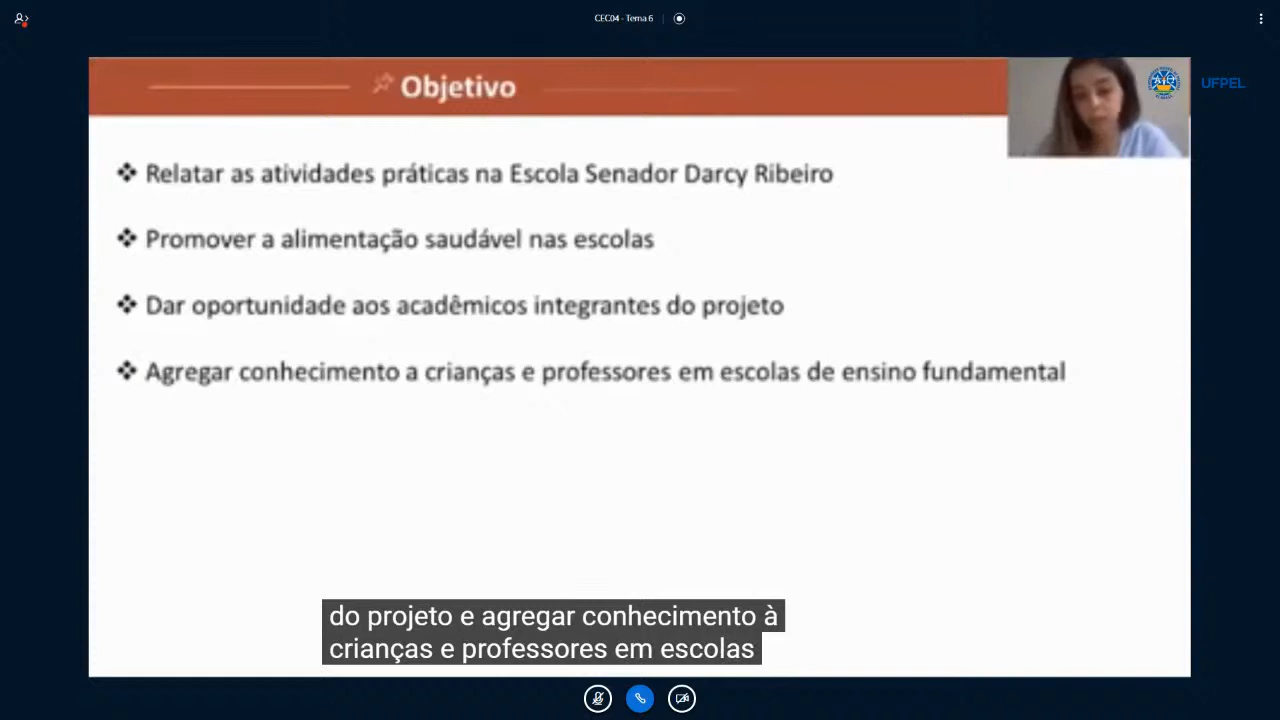 CEC04 - Tema 6
Objetivo
UFPEL
Relatar as atividades práticas na Escola Senador Darcy Ribeiro
Promover a alimentação saudável nas escolas
Dar oportunidade aos acadêmicos integrantes do projeto
Agregar conhecimento a crianças e professores em escolas de ensino fundamental
do projeto e agregar conhecimento à
crianças e professores em escolas